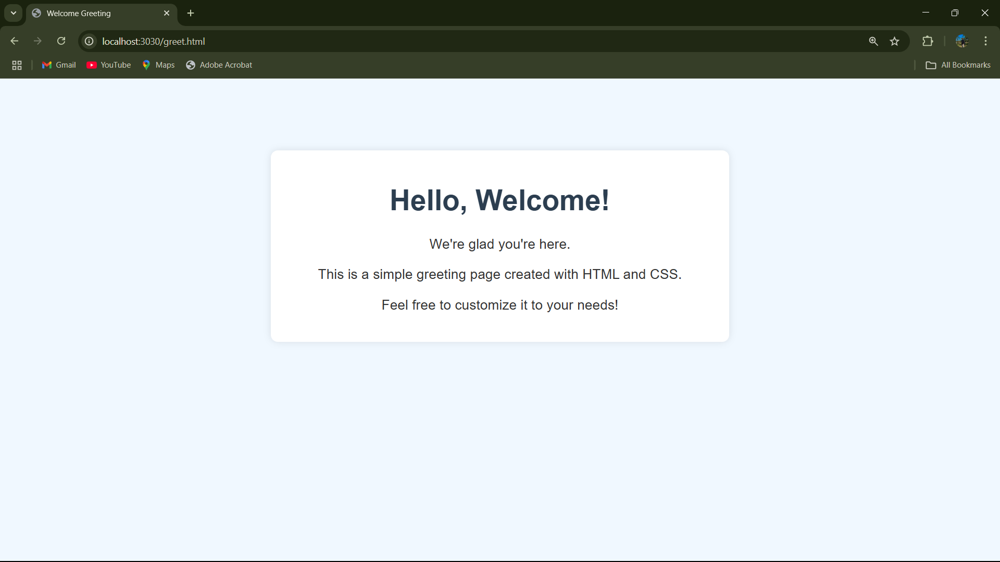 Welcome Greeting
localhost:3030/greet.html
Gmail YouTube Maps Adobe Acrobat All Bookmarks
Hello, Welcome!
We're glad you're here.
This is a simple greeting page created with HTML and CSS.
Feel free to customize it to your needs!